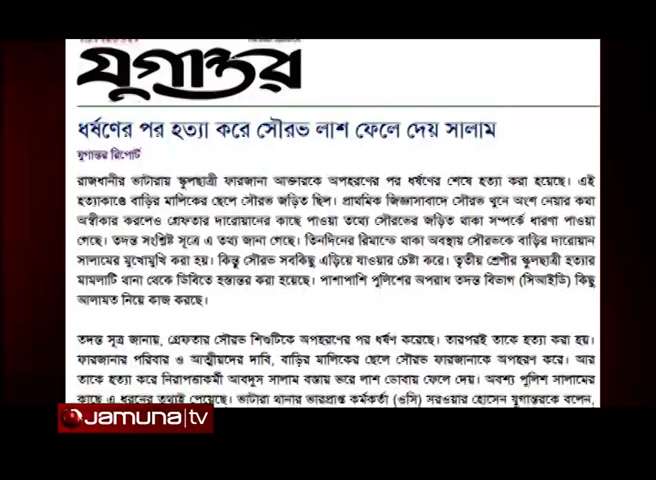 যুগান্তর
ধর্ষণের পর হত্যা করে সৌরভ লাশ ফেলে দেয় সালাম
যুগান্তর রিপোর্ট
রাজধানীর ভাটারায় স্কুলছাত্রী ফারজানা আক্তারকে অপহরণের পর ধর্ষণের শেষে হত্যা করা হয়েছে। এই
হত্যাকাণ্ডে বাড়ির মালিকের ছেলে সৌরভ জড়িত ছিল। প্রাথমিক জিজ্ঞাসাবাদে সৌরভ খুনে অংশ নেয়ার কথা
অস্বীকার করলেও গ্রেফতার দারোয়ানের কাছে পাওয়া তথ্যে সৌরভের জড়িত থাকা সম্পর্কে ধারণা পাওয়া
গেছে। তদন্ত সংশ্লিষ্ট সূত্রে এ তথ্য জানা গেছে। তিনদিনের রিমান্ডে থাকা অবস্থায় সৌরভকে বাড়ির দারোয়ান
সালামের মুখোমুখি করা হয়। কিন্তু সৌরভ সবকিছু এড়িয়ে যাওয়ার চেষ্টা করে। তৃতীয় শ্রেণীর স্কুলছাত্রী হত্যার
মামলাটি থানা থেকে ডিবিতে হস্তান্তর করা হয়েছে। পাশাপাশি পুলিশের অপরাধ তদন্ত বিভাগ (সিআইডি) কিছু
আলামত নিয়ে কাজ করছে।
তদন্ত সূত্র জানায়, গ্রেফতার সৌরভ শিশুটিকে অপহরণের পর ধর্ষণ করেছে। তারপরই তাকে হত্যা করা হয়।
ফারজানার পরিবার ও আত্মীয়দের দাবি, বাড়ির মালিকের ছেলে সৌরভ ফারজানাকে অপহরণ করে। আর
তাকে হত্যা করে নিরাপত্তাকর্মী আবদুস সালাম বস্তায় ভরে লাশ ডোবায় ফেলে দেয়। অবশ্য পুলিশ সালামের
কাছে এ ধরনের তথ্যই পেয়েছে। ভাটারা থানার ভারপ্রাপ্ত কর্মকর্তা (ওসি) সরওয়ার হোসেন যুগান্তরকে বলেন,
Jamuna|tv